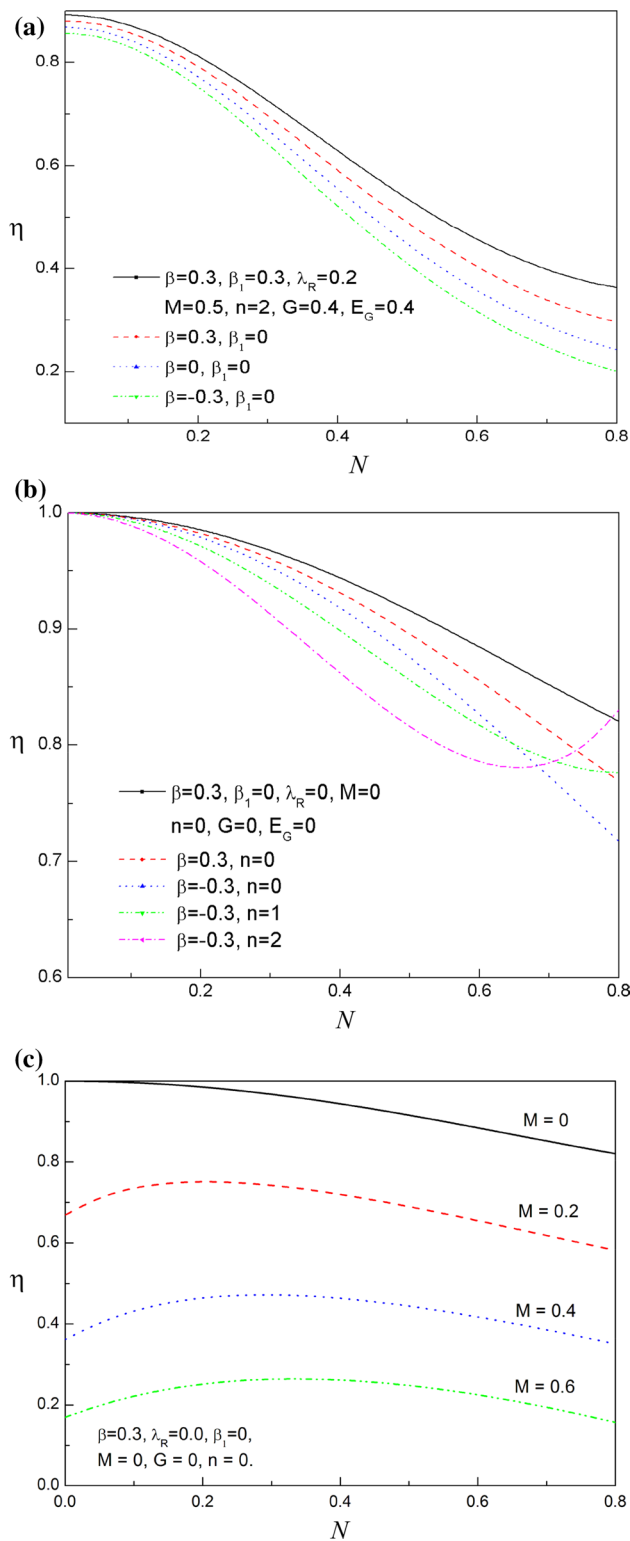 (a)
0.8
0.6
η
0.4
0.2
β=0.3, β₁=0.3, λ_R=0.2
M=0.5, n=2, G=0.4, E_G=0.4
β=0.3, β₁=0
β=0, β₁=0
β=-0.3, β₁=0
0.2 0.4 0.6 0.8
N
(b)
1.0
0.9
η
0.8
0.7
0.6
β=0.3, β₁=0, λ_R=0, M=0
n=0, G=0, E_G=0
β=0.3, n=0
β=-0.3, n=0
β=-0.3, n=1
β=-0.3, n=2
0.2 0.4 0.6 0.8
N
(c)
1.0
M = 0
0.8
M = 0.2
0.6
η
0.4
M = 0.4
M = 0.6
0.2
β=0.3, λ_R=0.0, β₁=0,
M = 0, G = 0, n = 0.
0.0
0.0 0.2 0.4 0.6 0.8
N